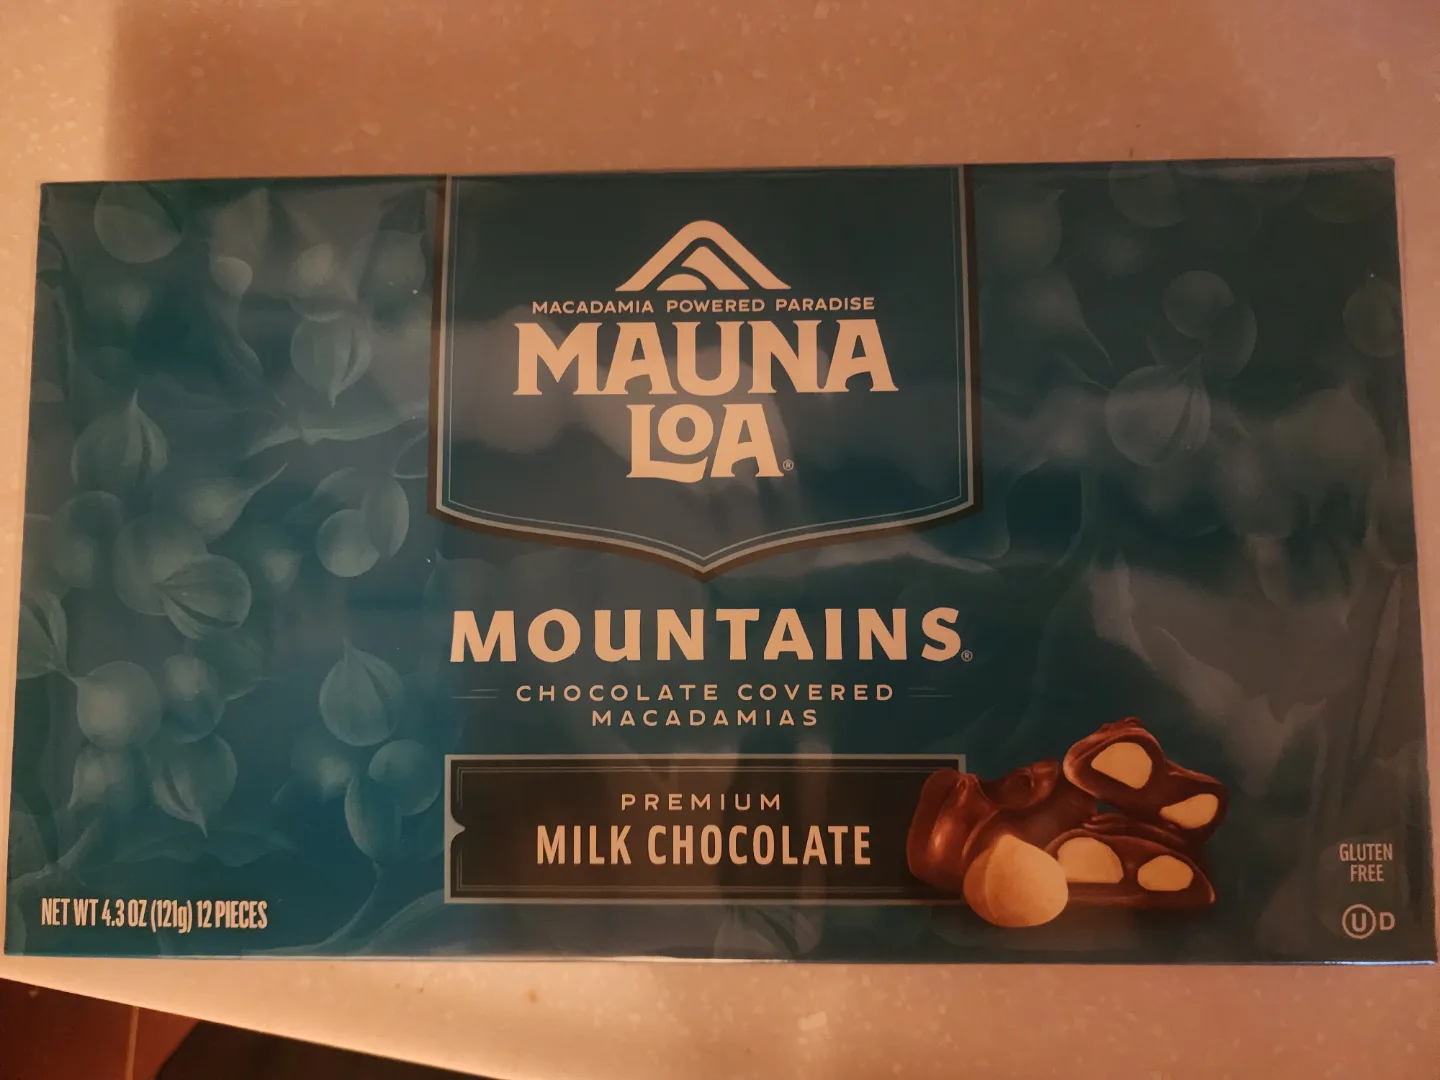 MACADAMIA POWERED PARADISE
MAUNA
LOA®
MOUNTAINS®
CHOCOLATE COVERED
MACADAMIAS
PREMIUM
MILK CHOCOLATE
GLUTEN
FREE
NET WT 4.3 OZ (121g) 12 PIECES
UD